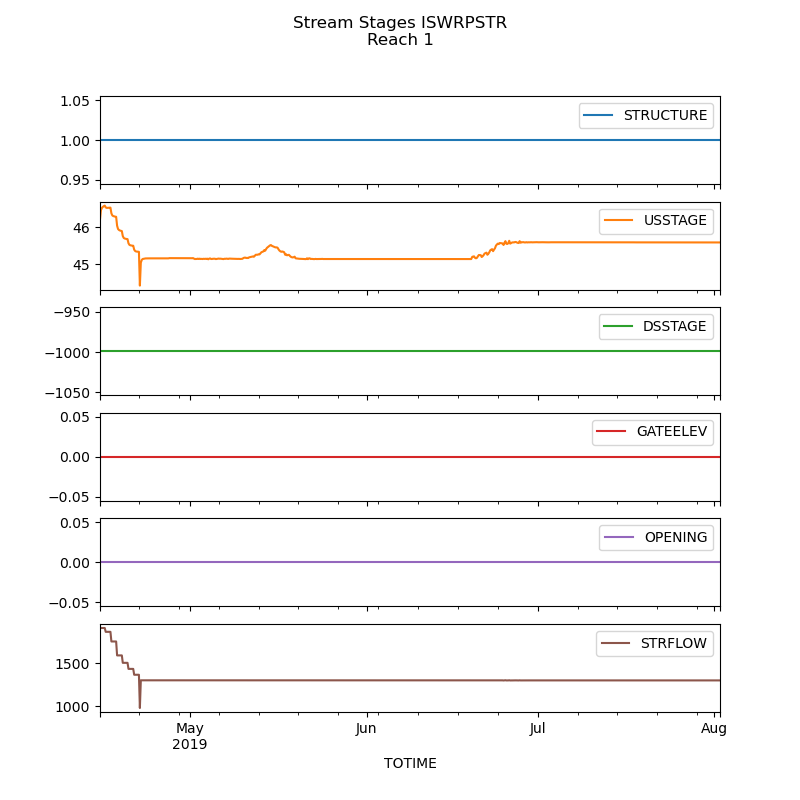 Stream Stages ISWRPSTR
Reach 1
1.05
1.00
0.95
STRUCTURE
46
45
USSTAGE
−950
−1000
−1050
DSSTAGE
0.05
0.00
−0.05
GATEELEV
0.05
0.00
−0.05
OPENING
1500
1000
STRFLOW
May
2019
Jun
Jul
Aug
TOTIME